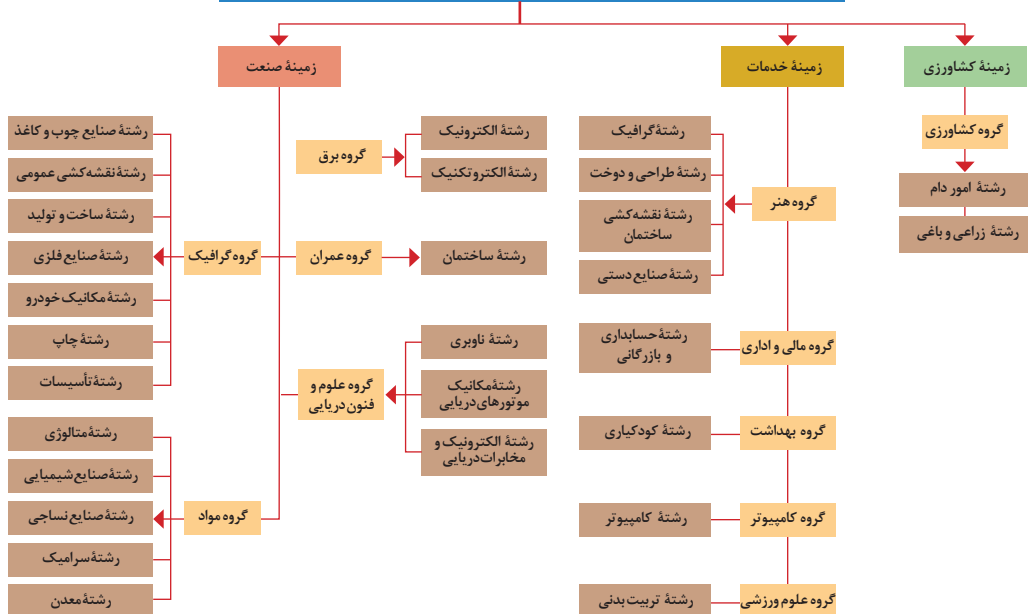 زمینهٔ کشاورزی
گروه کشاورزی
رشتهٔ امور دام
رشتهٔ زراعی و باغی
زمینهٔ خدمات
گروه هنر
رشتهٔ گرافیک
رشتهٔ طراحی و دوخت
رشتهٔ نقشه‌کشی
ساختمان
رشتهٔ صنایع دستی
گروه مالی و اداری
رشتهٔ حسابداری
و بازرگانی
گروه بهداشت
رشتهٔ کودکیاری
گروه کامپیوتر
رشتهٔ کامپیوتر
گروه علوم ورزشی
رشتهٔ تربیت بدنی
زمینهٔ صنعت
گروه برق
رشتهٔ الکترونیک
رشتهٔ الکتروتکنیک
گروه عمران
رشتهٔ ساختمان
گروه علوم و
فنون دریایی
رشتهٔ ناوبری
رشتهٔ مکانیک
موتورهای دریایی
رشتهٔ الکترونیک و
مخابرات دریایی
گروه گرافیک
رشتهٔ صنایع چوب و کاغذ
رشتهٔ نقشه‌کشی عمومی
رشتهٔ ساخت و تولید
رشتهٔ صنایع فلزی
رشتهٔ مکانیک خودرو
رشتهٔ چاپ
رشتهٔ تأسیسات
گروه مواد
رشتهٔ متالوژی
رشتهٔ صنایع شیمیایی
رشتهٔ صنایع نساجی
رشتهٔ سرامیک
رشتهٔ معدن